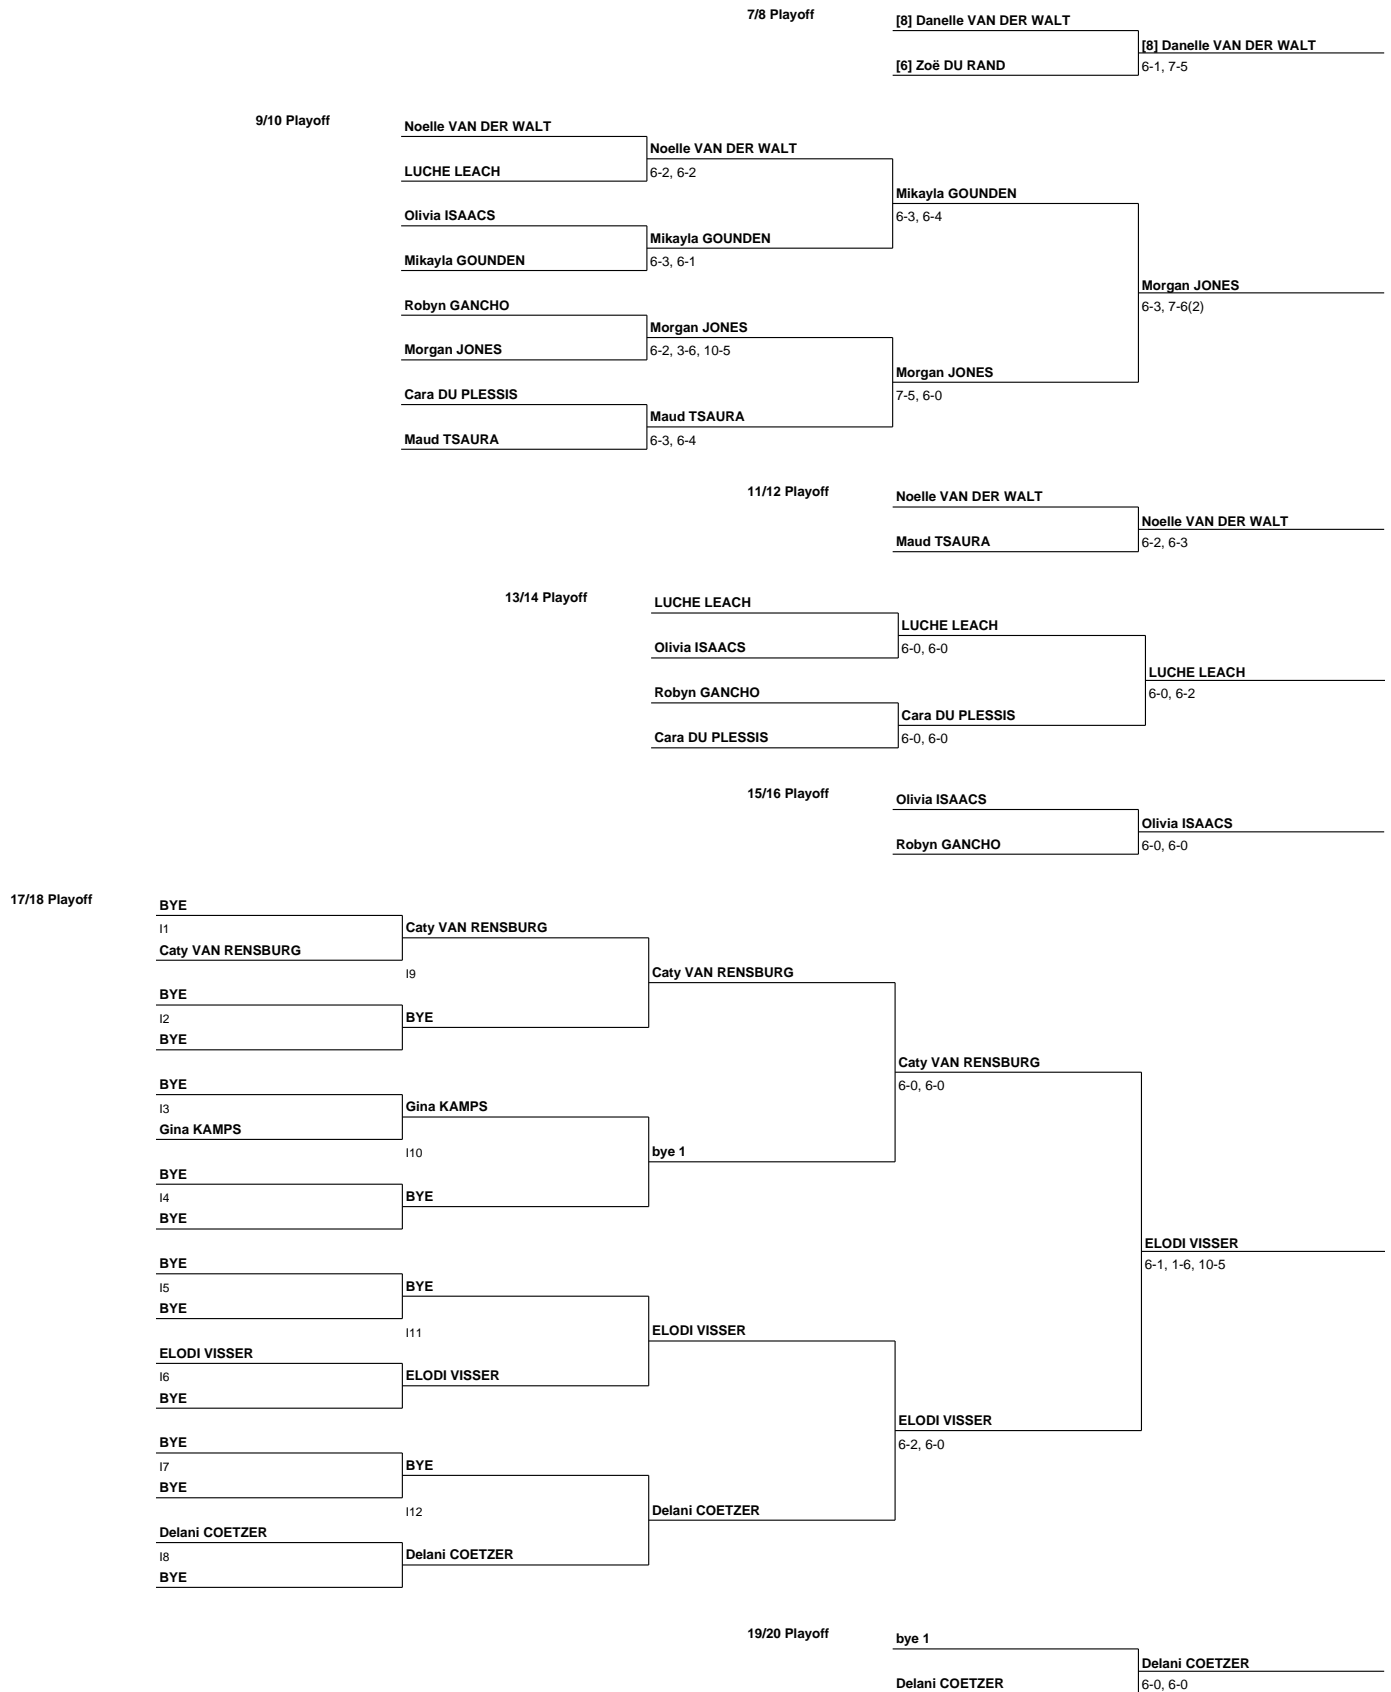 7/8 Playoff
[8] Danelle VAN DER WALT
[8] Danelle VAN DER WALT
[6] Zoë DU RAND
6-1, 7-5
9/10 Playoff
Noelle VAN DER WALT
Noelle VAN DER WALT
LUCHE LEACH
6-2, 6-2
Mikayla GOUNDEN
Olivia ISAACS
6-3, 6-4
Mikayla GOUNDEN
Mikayla GOUNDEN
6-3, 6-1
Morgan JONES
Robyn GANCHO
6-3, 7-6(2)
Morgan JONES
Morgan JONES
6-2, 3-6, 10-5
Morgan JONES
Cara DU PLESSIS
7-5, 6-0
Maud TSAURA
Maud TSAURA
6-3, 6-4
11/12 Playoff
Noelle VAN DER WALT
Noelle VAN DER WALT
Maud TSAURA
6-2, 6-3
13/14 Playoff
LUCHE LEACH
LUCHE LEACH
Olivia ISAACS
6-0, 6-0
LUCHE LEACH
Robyn GANCHO
6-0, 6-2
Cara DU PLESSIS
Cara DU PLESSIS
6-0, 6-0
15/16 Playoff
Olivia ISAACS
Olivia ISAACS
Robyn GANCHO
6-0, 6-0
17/18 Playoff
BYE
I1
Caty VAN RENSBURG
Caty VAN RENSBURG
I9
Caty VAN RENSBURG
BYE
I2
BYE
BYE
Caty VAN RENSBURG
BYE
6-0, 6-0
I3
Gina KAMPS
Gina KAMPS
I10
bye 1
BYE
I4
BYE
BYE
ELODI VISSER
BYE
6-1, 1-6, 10-5
I5
BYE
BYE
I11
ELODI VISSER
ELODI VISSER
I6
ELODI VISSER
BYE
ELODI VISSER
BYE
6-2, 6-0
I7
BYE
BYE
I12
Delani COETZER
Delani COETZER
I8
Delani COETZER
BYE
19/20 Playoff
bye 1
Delani COETZER
Delani COETZER
6-0, 6-0